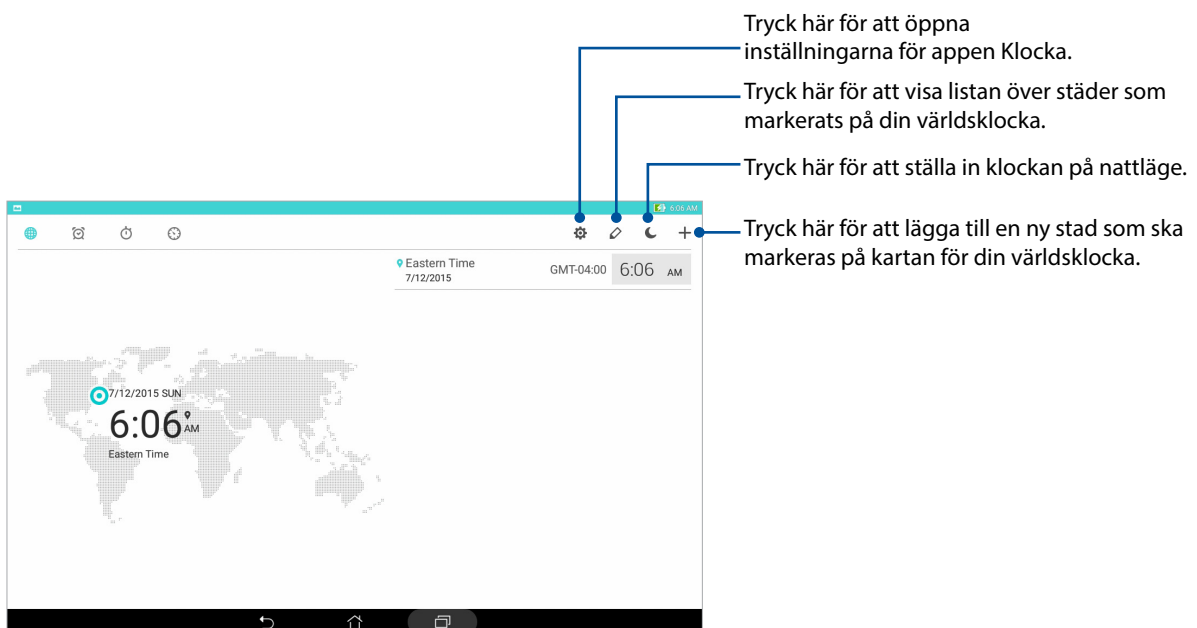 Tryck här för att öppna
inställningarna för appen Klocka.
Tryck här för att visa listan över städer som
markerats på din världsklocka.
Tryck här för att ställa in klockan på nattläge.
Tryck här för att lägga till en ny stad som ska
markeras på kartan för din världsklocka.
6:06 AM
Eastern Time
7/12/2015
GMT-04:00 6:06 AM
7/12/2015 SUN
6:06 AM
Eastern Time